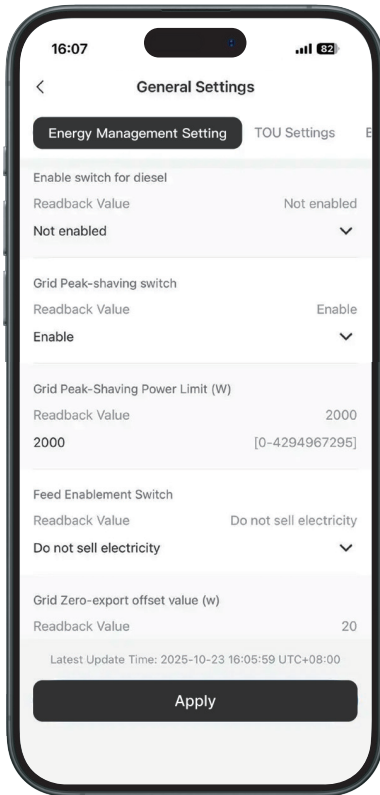 16:07
82
General Settings
Energy Management Setting TOU Settings E
Enable switch for diesel
Readback Value Not enabled
Not enabled
Grid Peak-shaving switch
Readback Value Enable
Enable
Grid Peak-Shaving Power Limit (W)
Readback Value 2000
2000 [0-4294967295]
Feed Enablement Switch
Readback Value Do not sell electricity
Do not sell electricity
Grid Zero-export offset value (w)
Readback Value 20
Latest Update Time: 2025-10-23 16:05:59 UTC+08:00
Apply